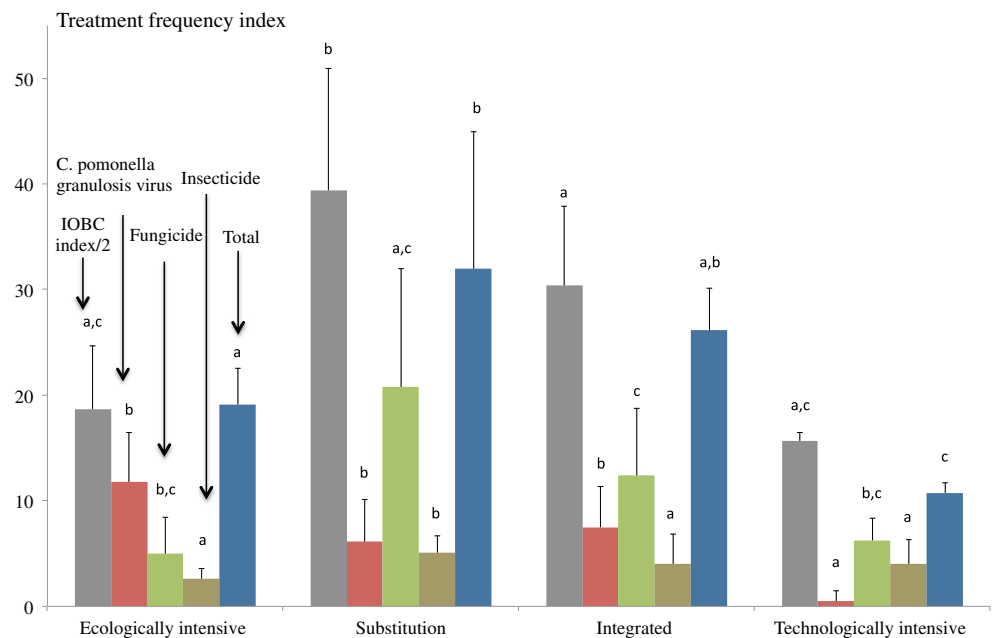 Treatment frequency index
50
40
30
20
10
0
C. pomonella
granulosis virus
Insecticide
IOBC
index/2
Fungicide
Total
a,c
b
b,c
a
a
b
b
a,c
b
b
a
b
c
a
a,b
a,c
a
b,c
a
c
Ecologically intensive
Substitution
Integrated
Technologically intensive